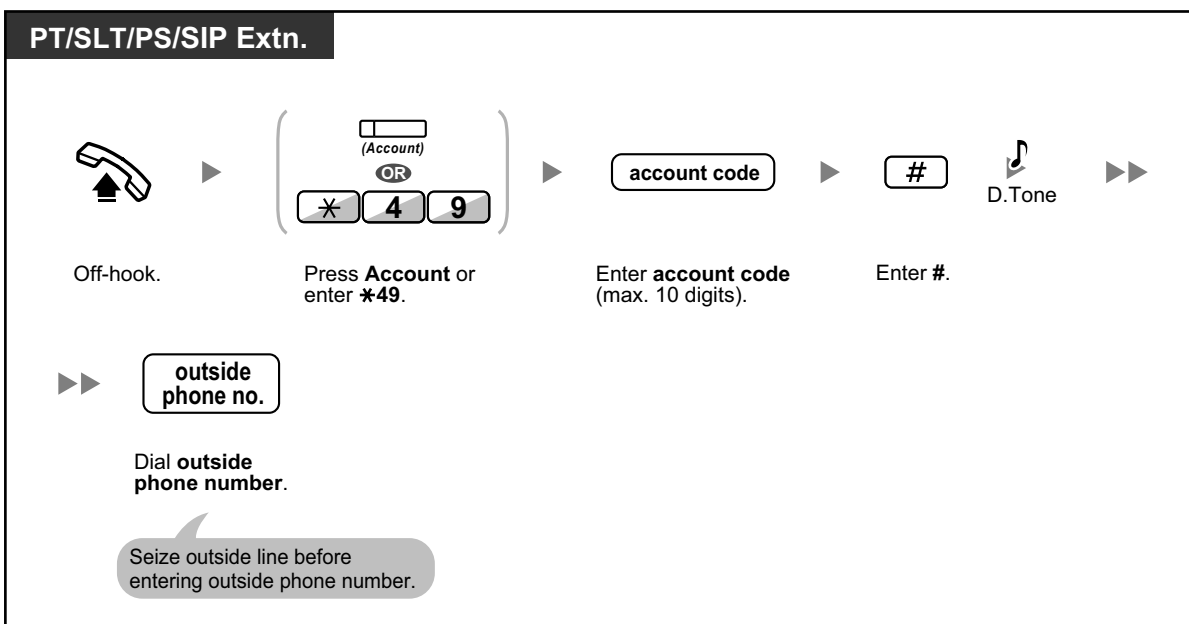 PT/SLT/PS/SIP Extn.
(Account)
OR
* 4 9
account code
#
D.Tone
Off-hook.
Press Account or
enter *49.
Enter account code
(max. 10 digits).
Enter #.
outside
phone no.
Dial outside
phone number.
Seize outside line before
entering outside phone number.